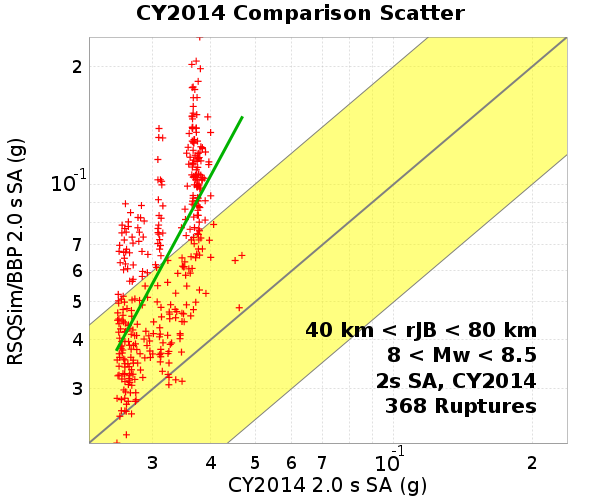 CY2014 Comparison Scatter
RSQSim/BBP 2.0 s SA (g)
2
10-1
7
6
5
4
3
40 km < rJB < 80 km
8 < Mw < 8.5
2s SA, CY2014
368 Ruptures
3 4 5 6 7 10-1 2
CY2014 2.0 s SA (g)